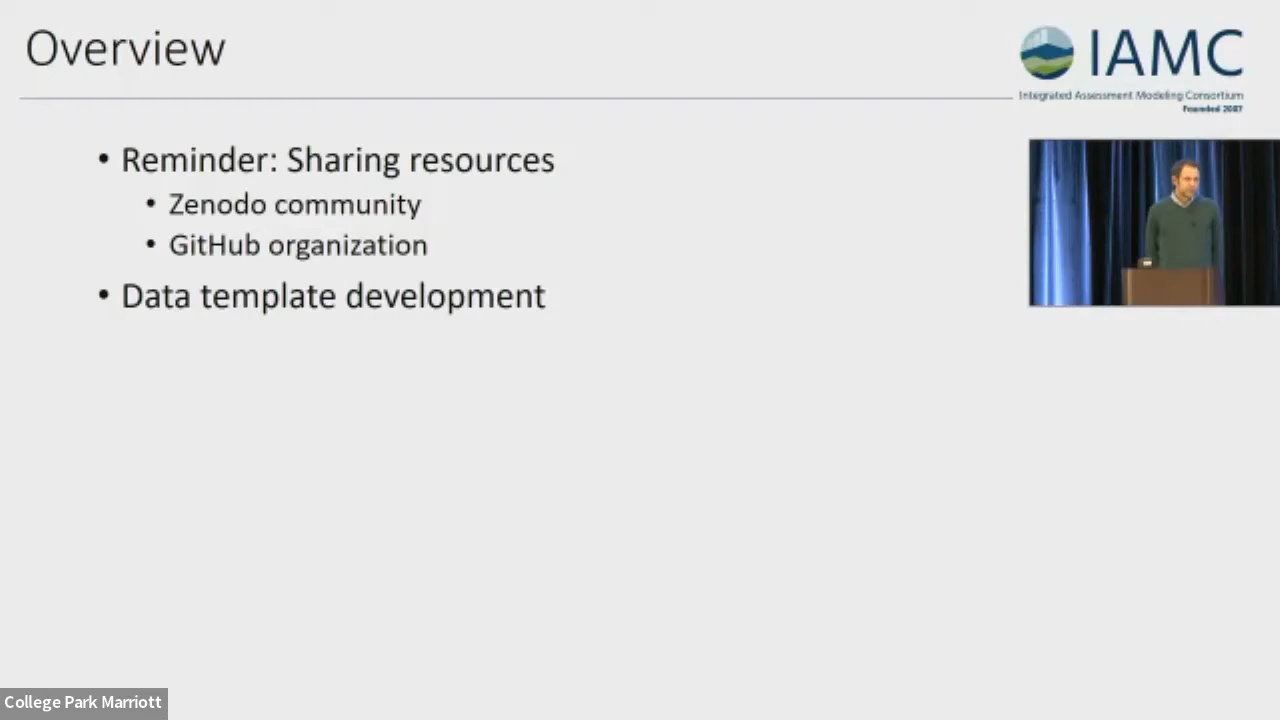 Overview
IAMC
Integrated Assessment Modeling Consortium
Founded 2007
• Reminder: Sharing resources
• Zenodo community
• GitHub organization
• Data template development
College Park Marriott